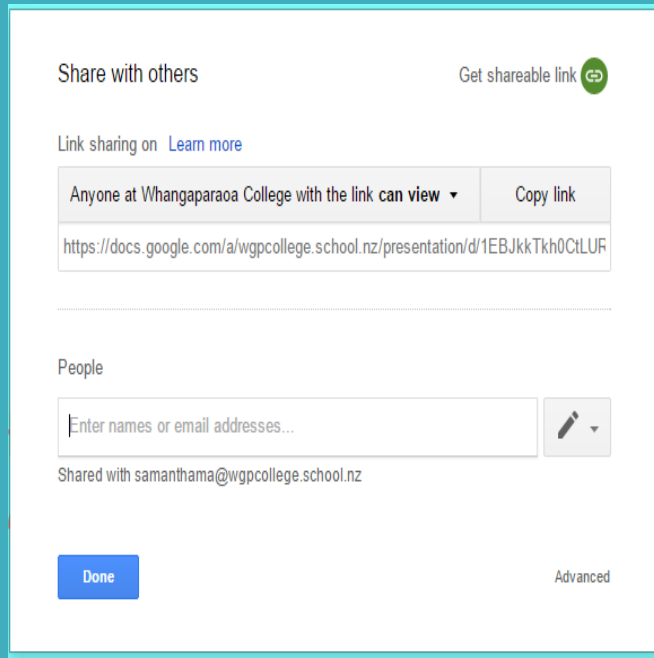 Share with others
Get shareable link
Link sharing on Learn more
Anyone at Whangaparaoa College with the link can view
Copy link
https://docs.google.com/a/wgpcollege.school.nz/presentation/d/1EBJkkTkh0CtLUR
People
Enter names or email addresses...
Shared with samanthama@wgpcollege.school.nz
Done
Advanced